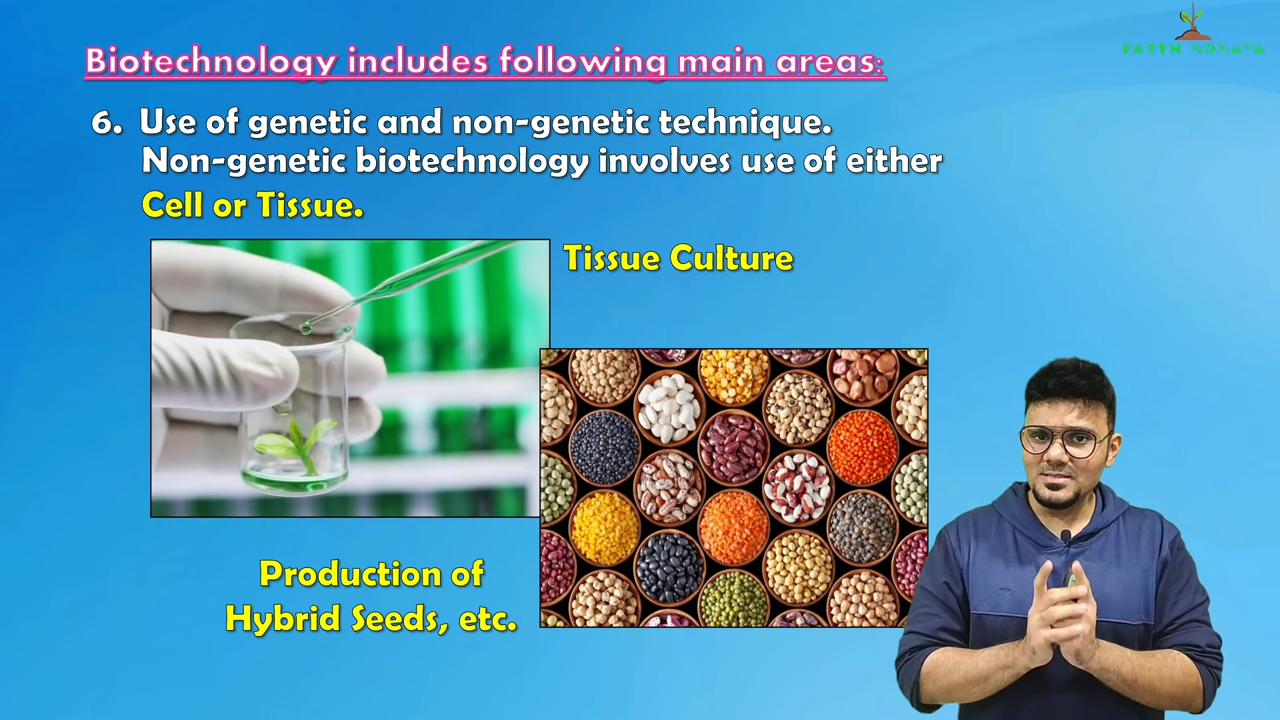 Biotechnology includes following main areas:
6. Use of genetic and non-genetic technique.
Non-genetic biotechnology involves use of either
Cell or Tissue.
Tissue Culture
Production of
Hybrid Seeds, etc.